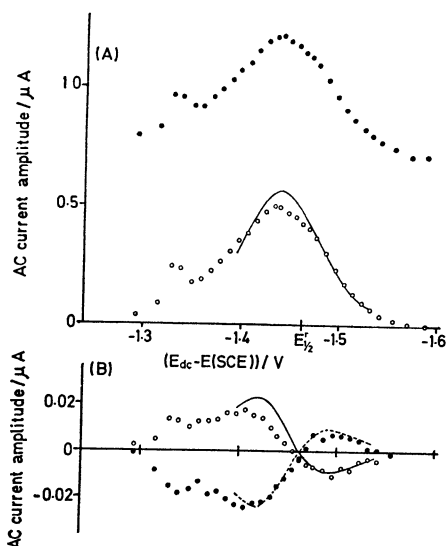 (A)
AC current amplitude/μA
1.0
0.5
0
-1.3
-1.4
E^r_½
-1.5
-1.6
(Edc-E(SCE))/V
(B)
AC current amplitude/μA
0.02
0
-0.02